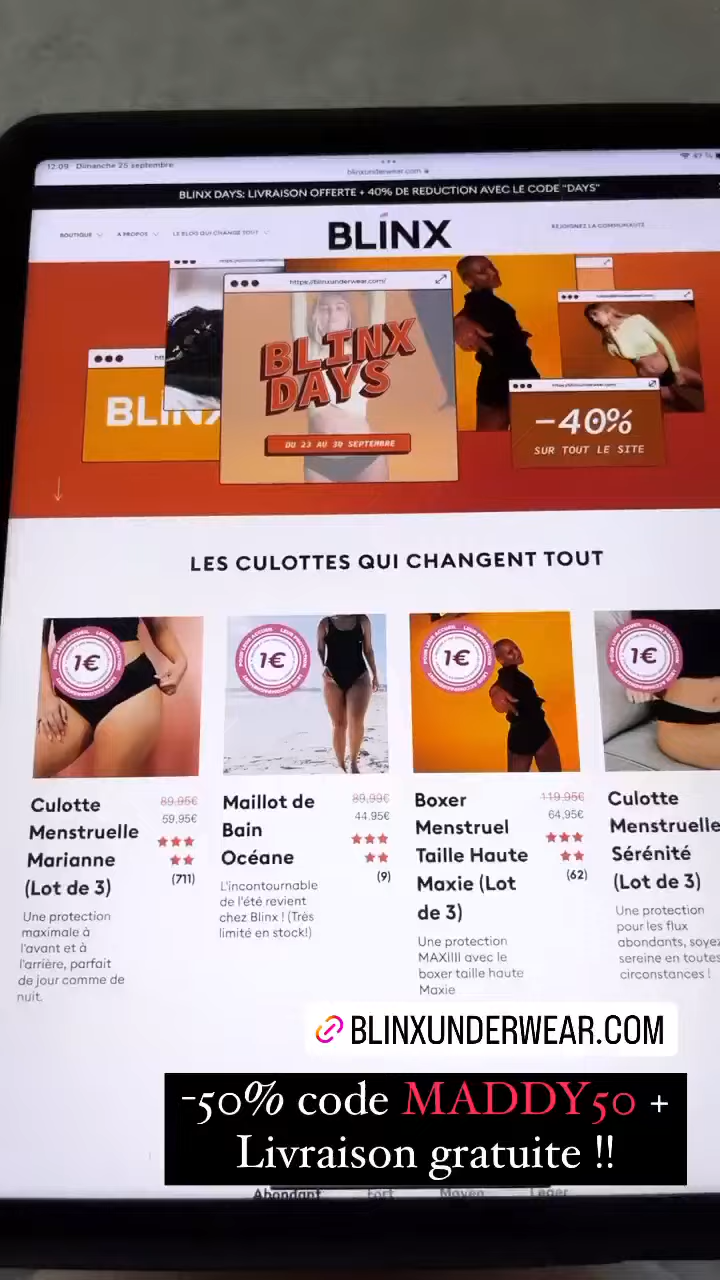 12:09 Dimanche 25 septembre
47 %
blinxunderwear.com
BLINX DAYS: LIVRAISON OFFERTE + 40% DE REDUCTION AVEC LE CODE "DAYS"
BOUTIQUE
A PROPOS
LE BLOG QUI CHANGE TOUT
BLINX
REJOIGNEZ LA COMMUNAUTÉ
https://blinxunderwear.com/
BLINX
DAYS
DU 23 AU 30 SEPTEMBRE
BLINX
-40%
SUR TOUT LE SITE
LES CULOTTES QUI CHANGENT TOUT
1€
1€
1€
1€
Culotte
Menstruelle
Marianne
(Lot de 3)
89,95€
59,95€
(711)
Une protection
maximale à
l'avant et à
l'arrière, parfait
de jour comme de
nuit.
Maillot de
Bain
Océane
89,99€
44,95€
(9)
L'incontournable
de l'été revient
chez Blinx ! (Très
limité en stock!)
Boxer
Menstruel
Taille Haute
Maxie (Lot
de 3)
119,95€
64,95€
(62)
Une protection
MAXIIII avec le
boxer taille haute
Maxie
Culotte
Menstruelle
Sérénité
(Lot de 3)
Une protection
pour les flux
abondants, soyez
sereine en toutes
circonstances !
BLINXUNDERWEAR.COM
-50% code MADDY50 +
Livraison gratuite !!
Abondant Fort Moyen Léger